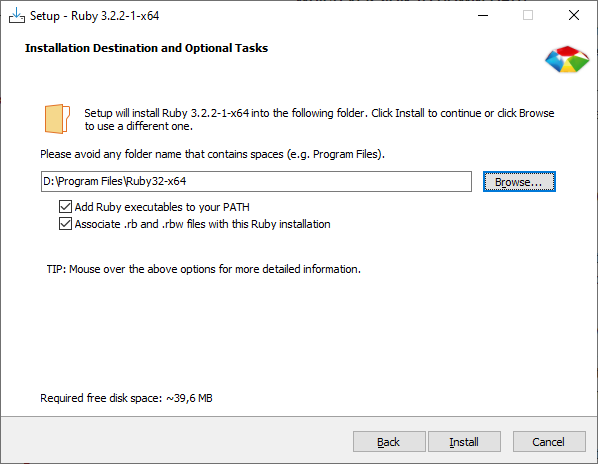 Setup - Ruby 3.2.2-1-x64
Installation Destination and Optional Tasks
Setup will install Ruby 3.2.2-1-x64 into the following folder. Click Install to continue or click Browse
to use a different one.
Please avoid any folder name that contains spaces (e.g. Program Files).
D:\Program Files\Ruby32-x64
Browse...
Add Ruby executables to your PATH
Associate .rb and .rbw files with this Ruby installation
TIP: Mouse over the above options for more detailed information.
Required free disk space: ~39,6 MB
Back
Install
Cancel